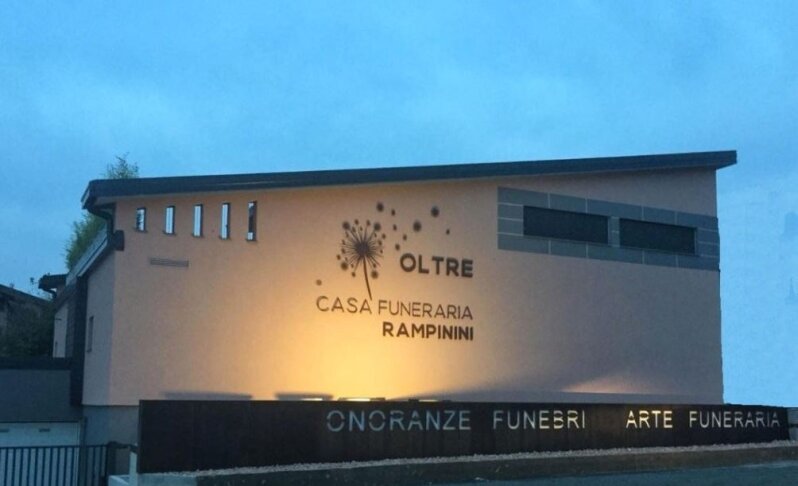 OLTRE
CASA FUNERARIA
RAMPININI
ONORANZE FUNEBRI ARTE FUNERARIA